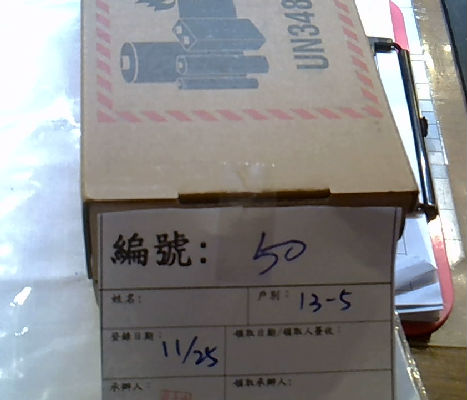 UN348
編號: 50
姓名: 戶別: 13-5
登錄日期: 11/25 領取日期/領取人簽收:
承辦人: 領取承辦人: